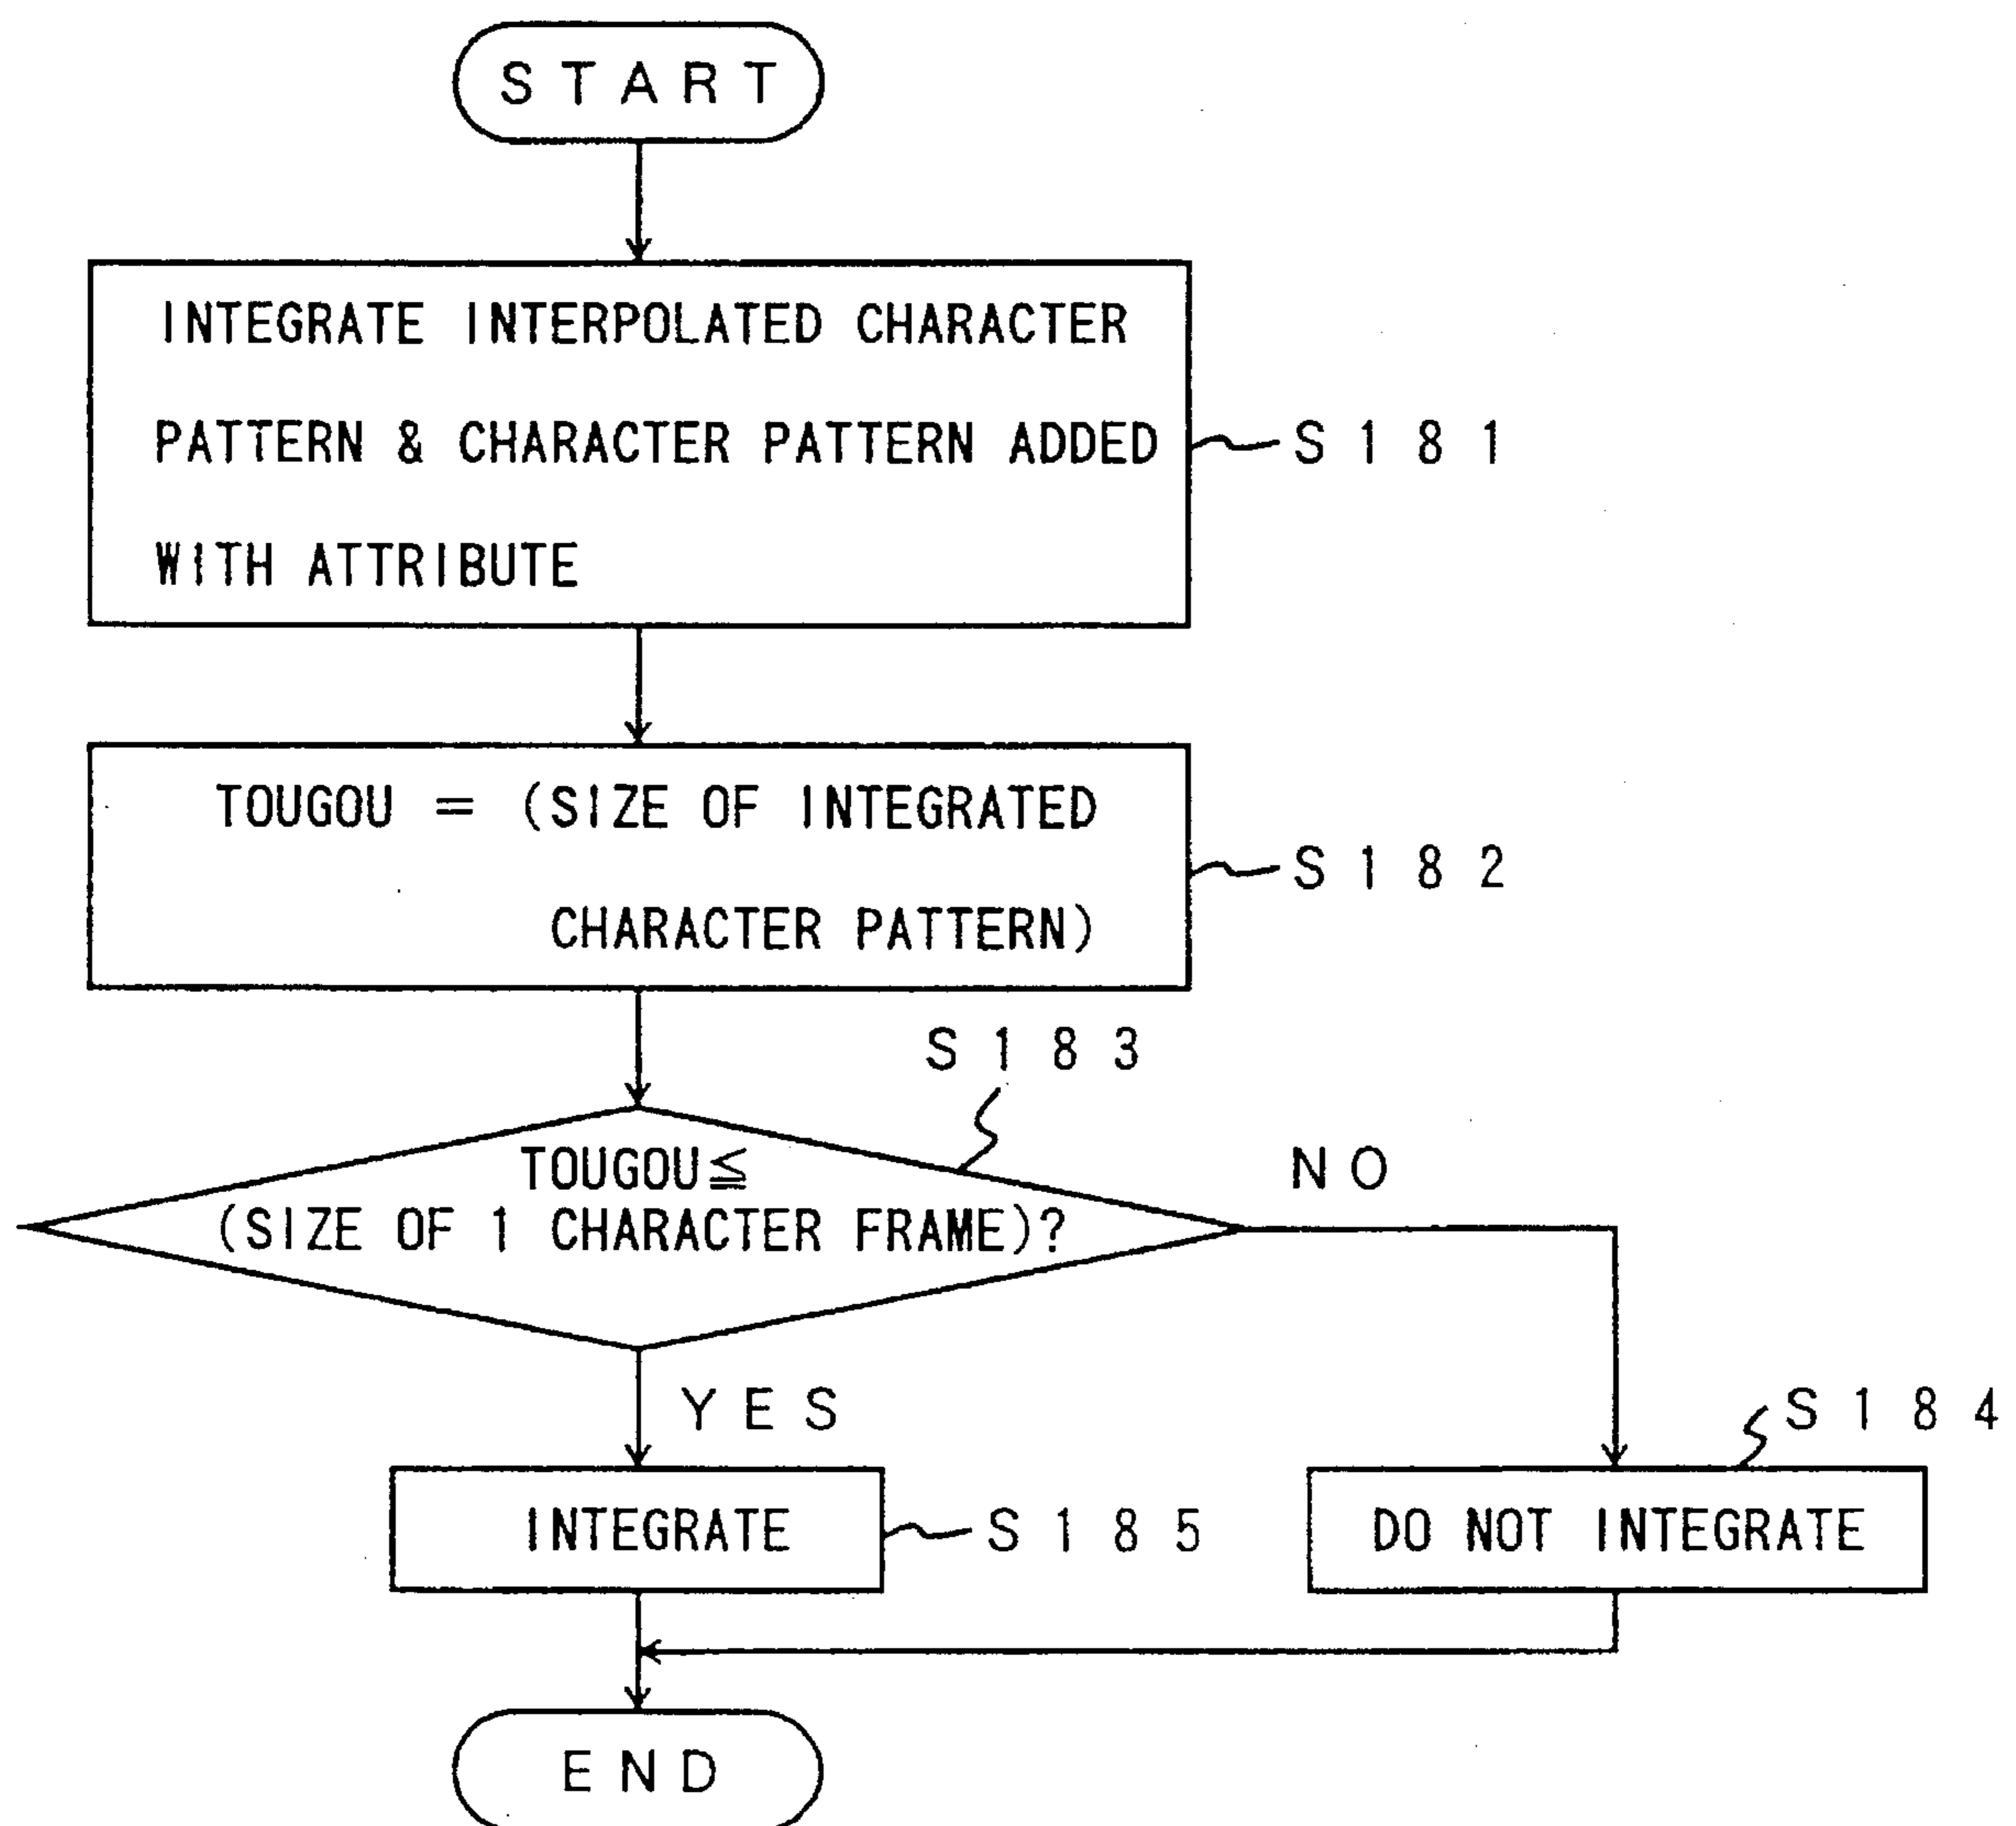 START
INTEGRATE INTERPOLATED CHARACTER
PATTERN & CHARACTER PATTERN ADDED
WITH ATTRIBUTE
S181
TOUGOU = (SIZE OF INTEGRATED
CHARACTER PATTERN)
S182
S183
TOUGOU≦
(SIZE OF 1 CHARACTER FRAME)?
NO
YES
S184
INTEGRATE
S185
DO NOT INTEGRATE
END